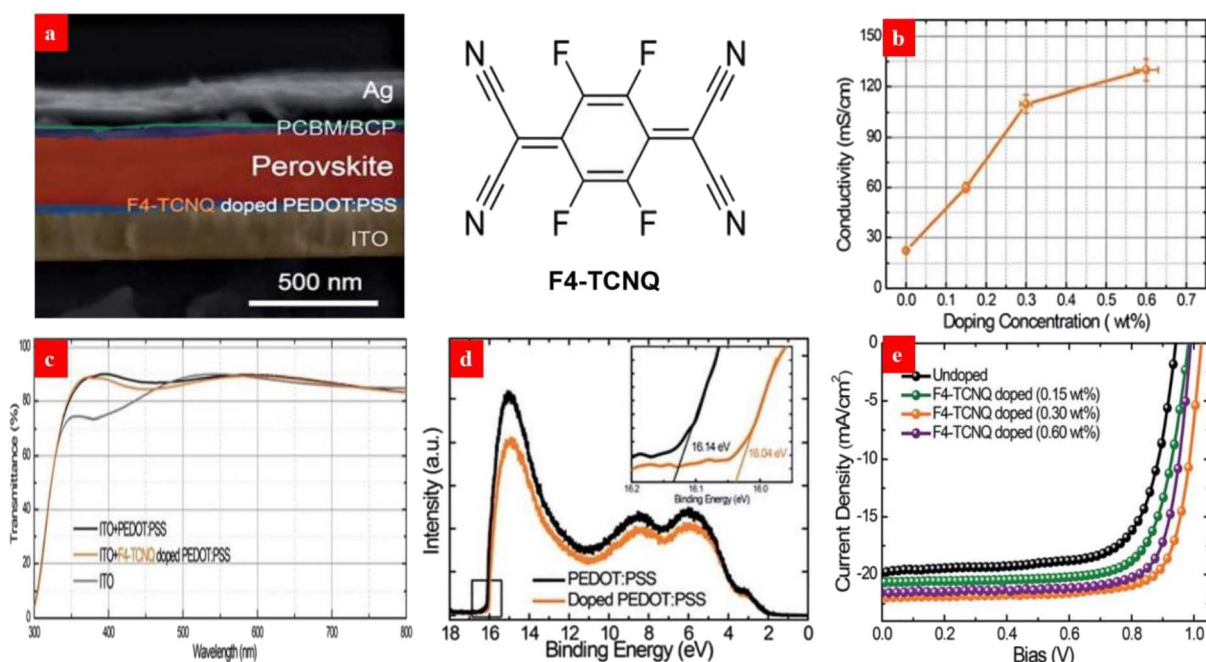 a
Ag
PCBM/BCP
Perovskite
F4-TCNQ doped PEDOT:PSS
ITO
500 nm
N
N
F
F
F
F
N
N
F4-TCNQ
b
Conductivity (mS/cm)
150
120
90
60
30
0
0.0 0.1 0.2 0.3 0.4 0.5 0.6 0.7
Doping Concentration ( wt%)
c
Transmittance (%)
100
80
60
40
20
0
ITO+PEDOT:PSS
ITO+F4-TCNQ doped PEDOT:PSS
ITO
300 400 500 600 700 800
Wavelength (nm)
d
Intensity (a.u.)
16.14 eV
16.04 eV
16.2 16.1 16.0
Binding Energy (eV)
PEDOT:PSS
Doped PEDOT:PSS
18 16 14 12 10 8 6 4 2 0
Binding Energy (eV)
e
Current Density (mA/cm²)
0
-5
-10
-15
-20
Undoped
F4-TCNQ doped (0.15 wt%)
F4-TCNQ doped (0.30 wt%)
F4-TCNQ doped (0.60 wt%)
0.0 0.2 0.4 0.6 0.8 1.0
Bias (V)